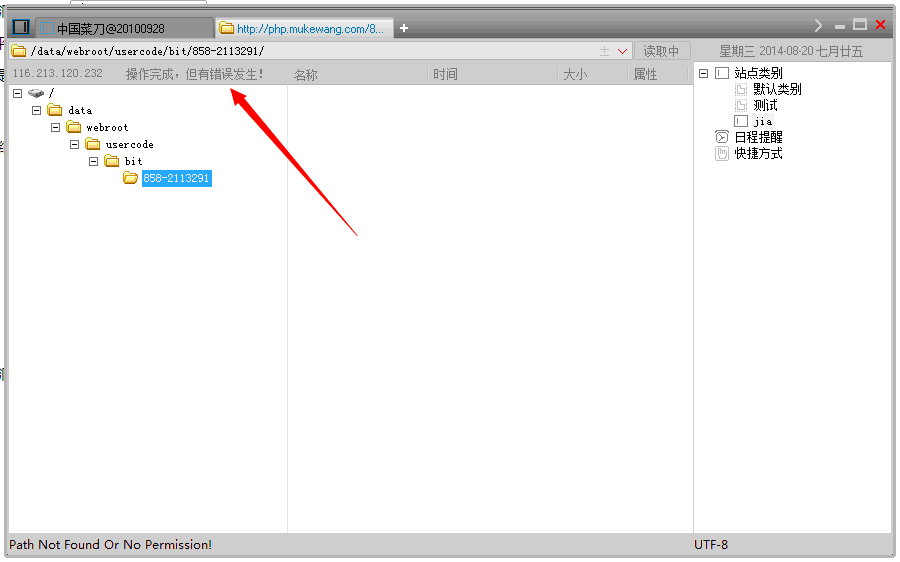 中国菜刀@20100928
http://php.mukewang.com/8...
/data/webroot/usercode/bit/858-2113291/
读取中
星期三 2014-08-20 七月廿五
116.213.120.232 操作完成，但有错误发生！
名称 时间 大小 属性
/
data
webroot
usercode
bit
858-2113291
站点类别
默认类别
测试
jia
日程提醒
快捷方式
Path Not Found Or No Permission!
UTF-8